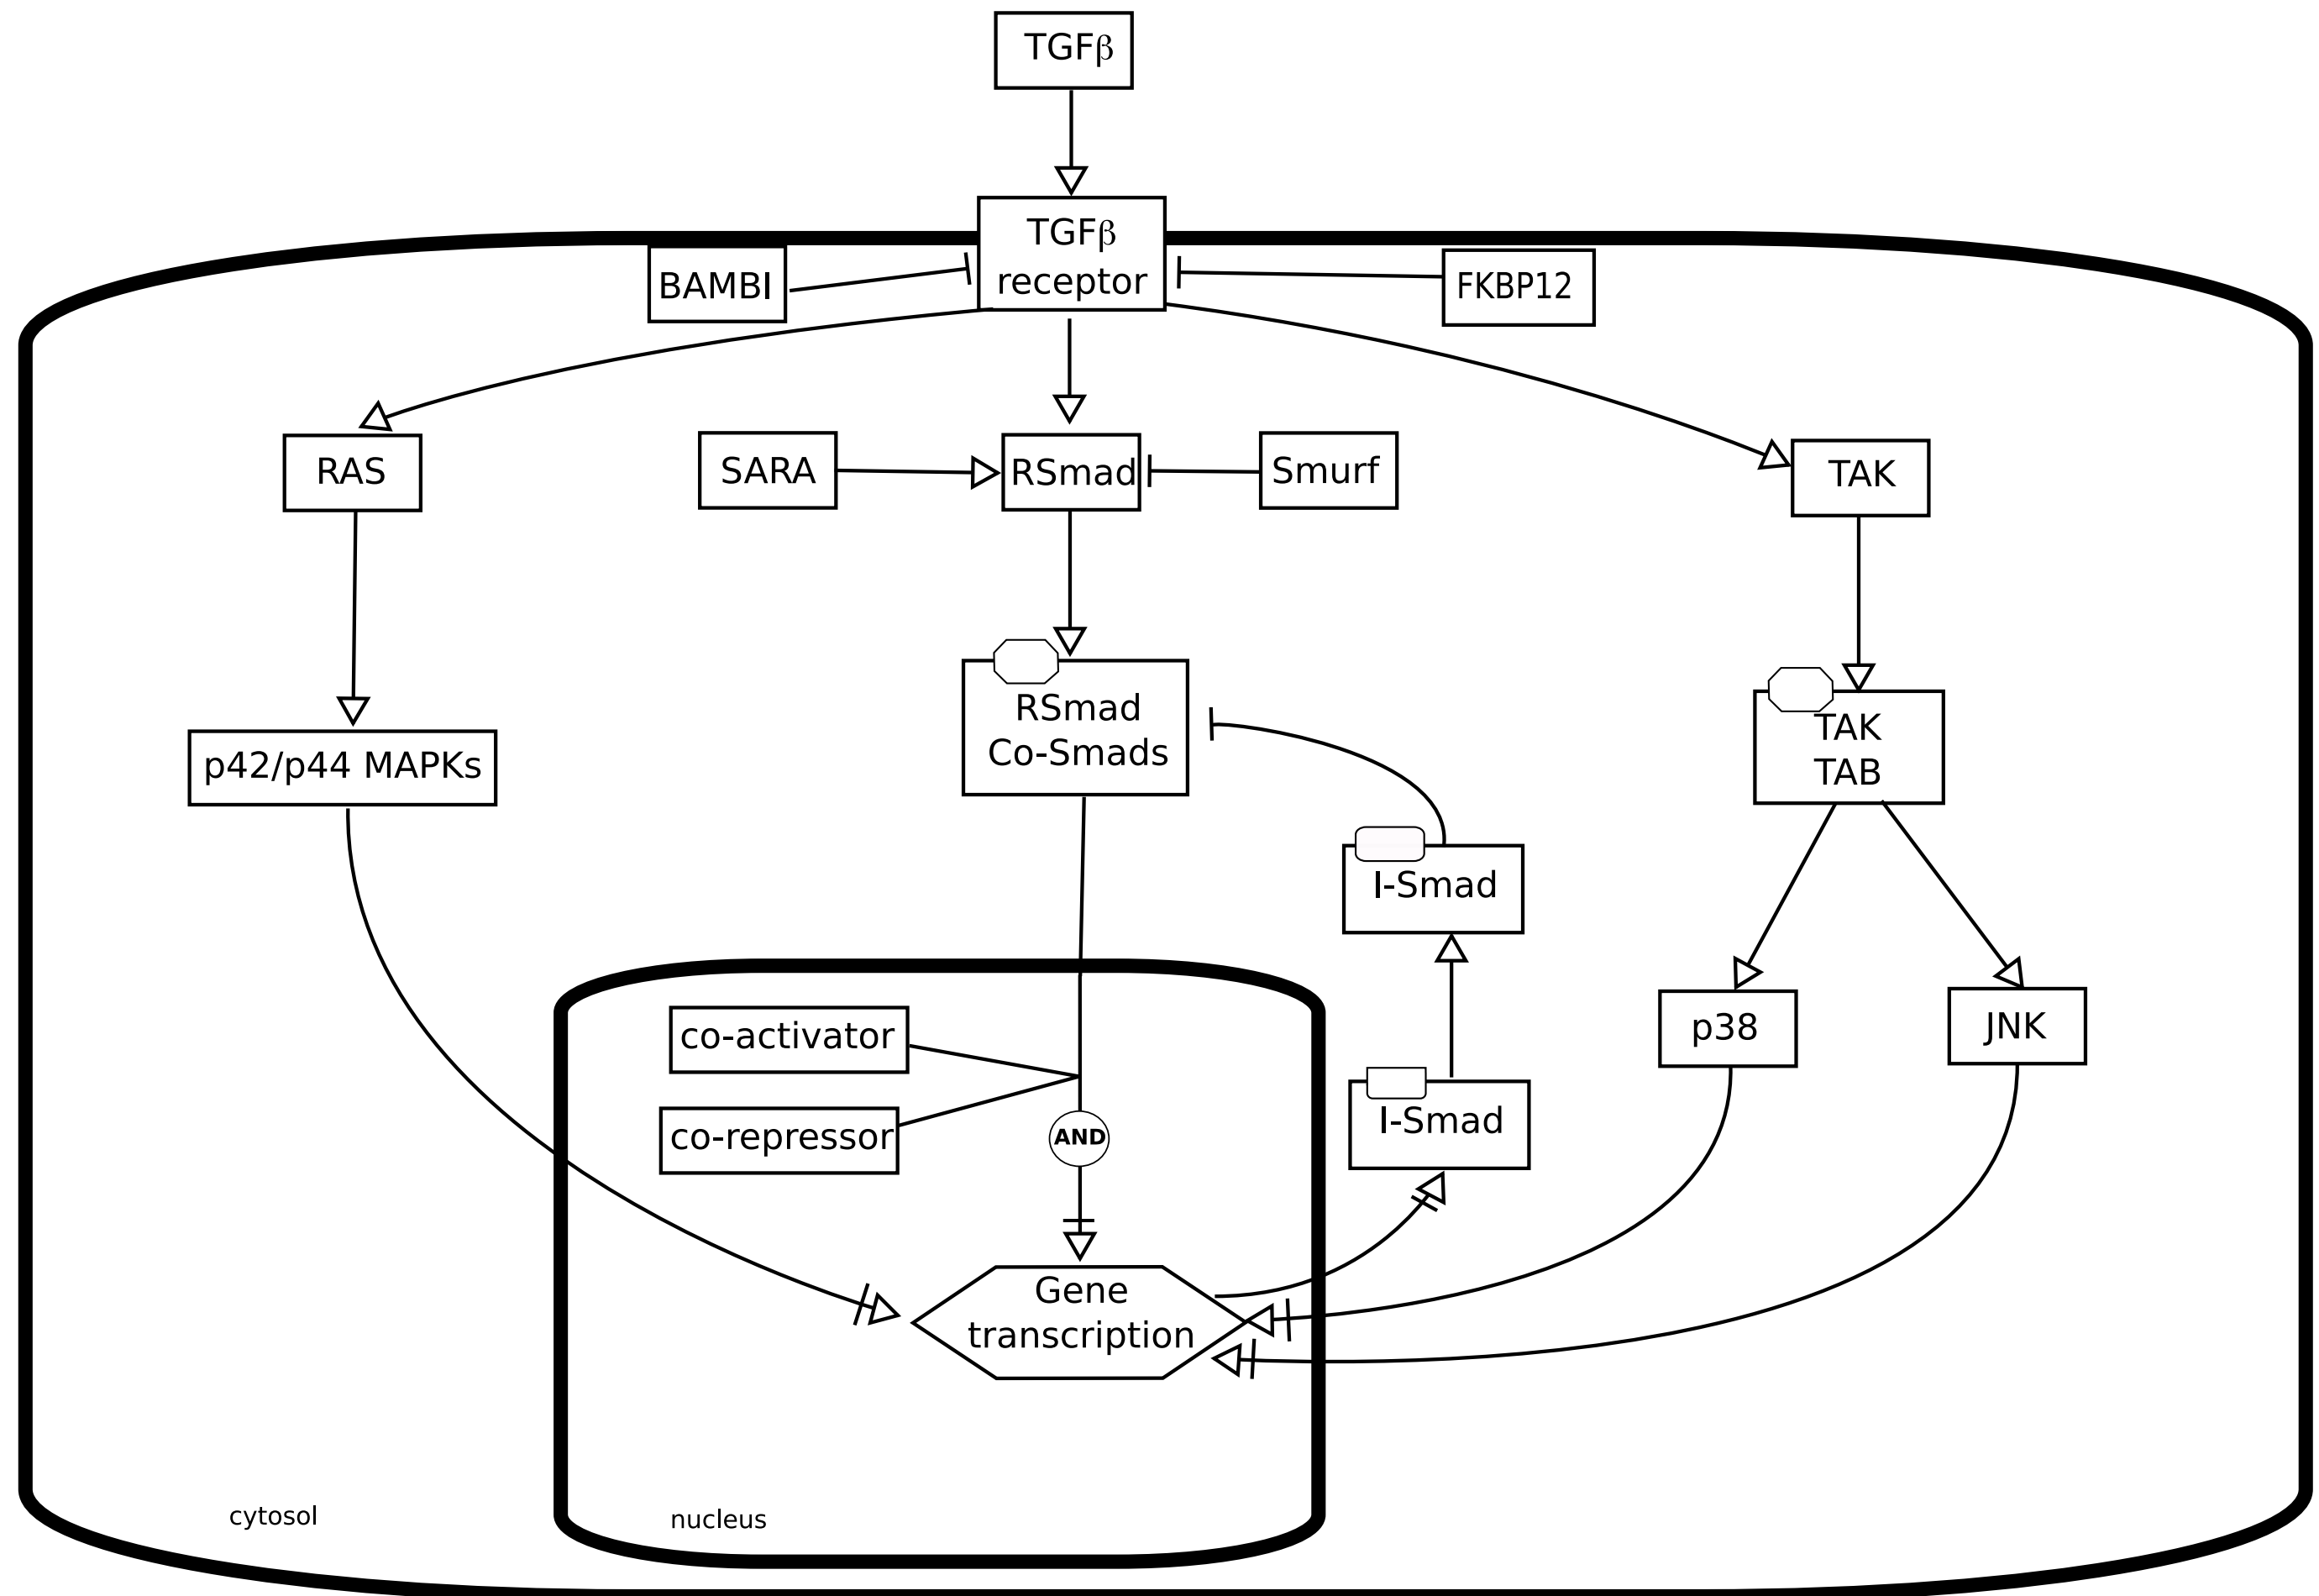 TGFβ
TGFβ
receptor
BAMBI
FKBP12
RAS
SARA
RSmad
Smurf
TAK
RSmad
Co-Smads
p42/p44 MAPKs
TAK
TAB
I-Smad
co-activator
p38
JNK
I-Smad
co-repressor
AND
Gene
transcription
cytosol
nucleus